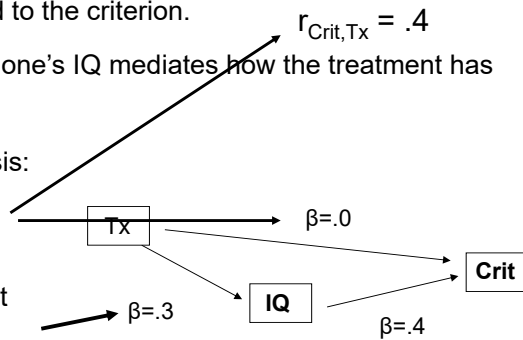 d to the criterion.
r_Crit,Tx = .4
one's IQ mediates how the treatment has
sis:
Tx
β=.0
Crit
t
β=.3
IQ
β=.4